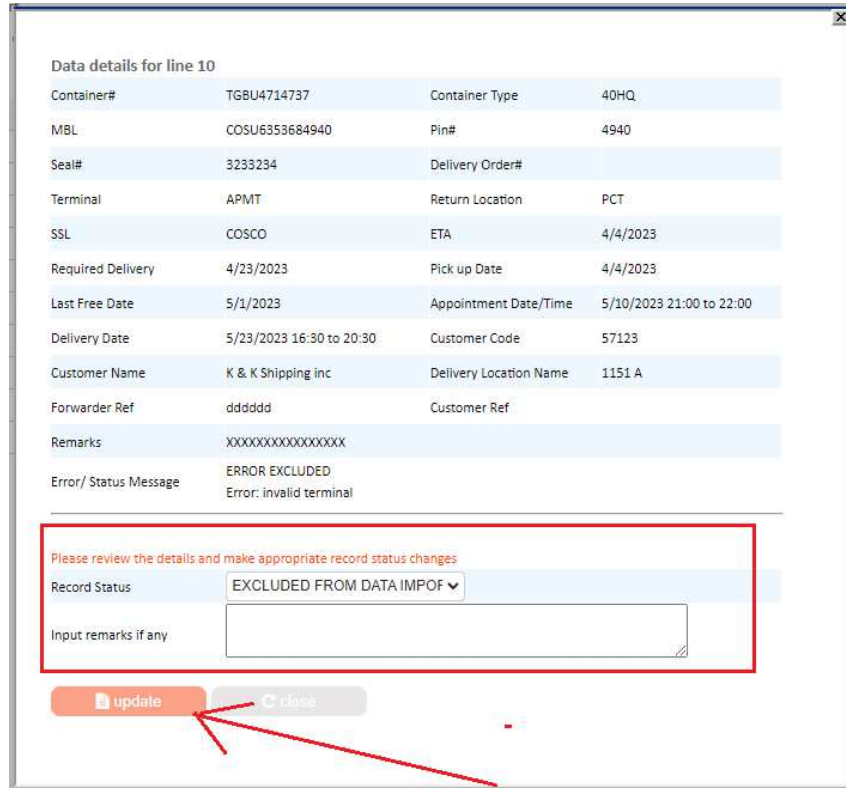 Data details for line 10
Container# TGBU4714737 Container Type 40HQ
MBL COSU6353684940 Pin# 4940
Seal# 3233234 Delivery Order#
Terminal APMT Return Location PCT
SSL COSCO ETA 4/4/2023
Required Delivery 4/23/2023 Pick up Date 4/4/2023
Last Free Date 5/1/2023 Appointment Date/Time 5/10/2023 21:00 to 22:00
Delivery Date 5/23/2023 16:30 to 20:30 Customer Code 57123
Customer Name K & K Shipping inc Delivery Location Name 1151 A
Forwarder Ref dddddd Customer Ref
Remarks XXXXXXXXXXXXXXXX
Error/ Status Message ERROR EXCLUDED
Error: invalid terminal
Please review the details and make appropriate record status changes
Record Status EXCLUDED FROM DATA IMPOF
Input remarks if any
update close